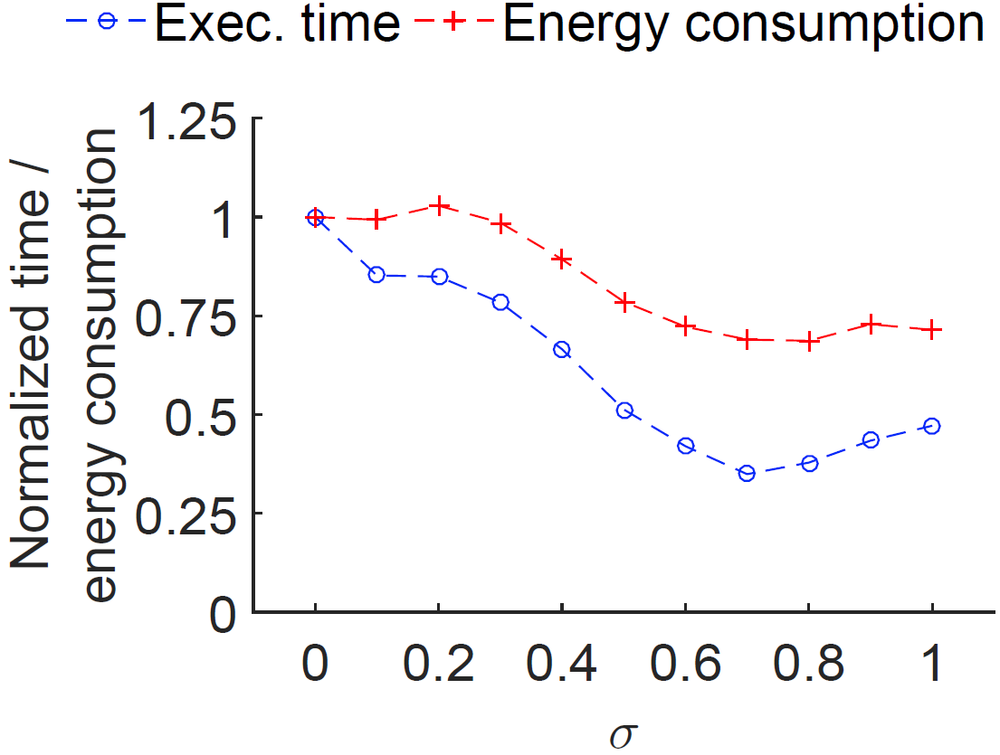 Exec. time
Energy consumption
Normalized time /
energy consumption
1.25
1
0.75
0.5
0.25
0
0
0.2
0.4
0.6
0.8
1
σ